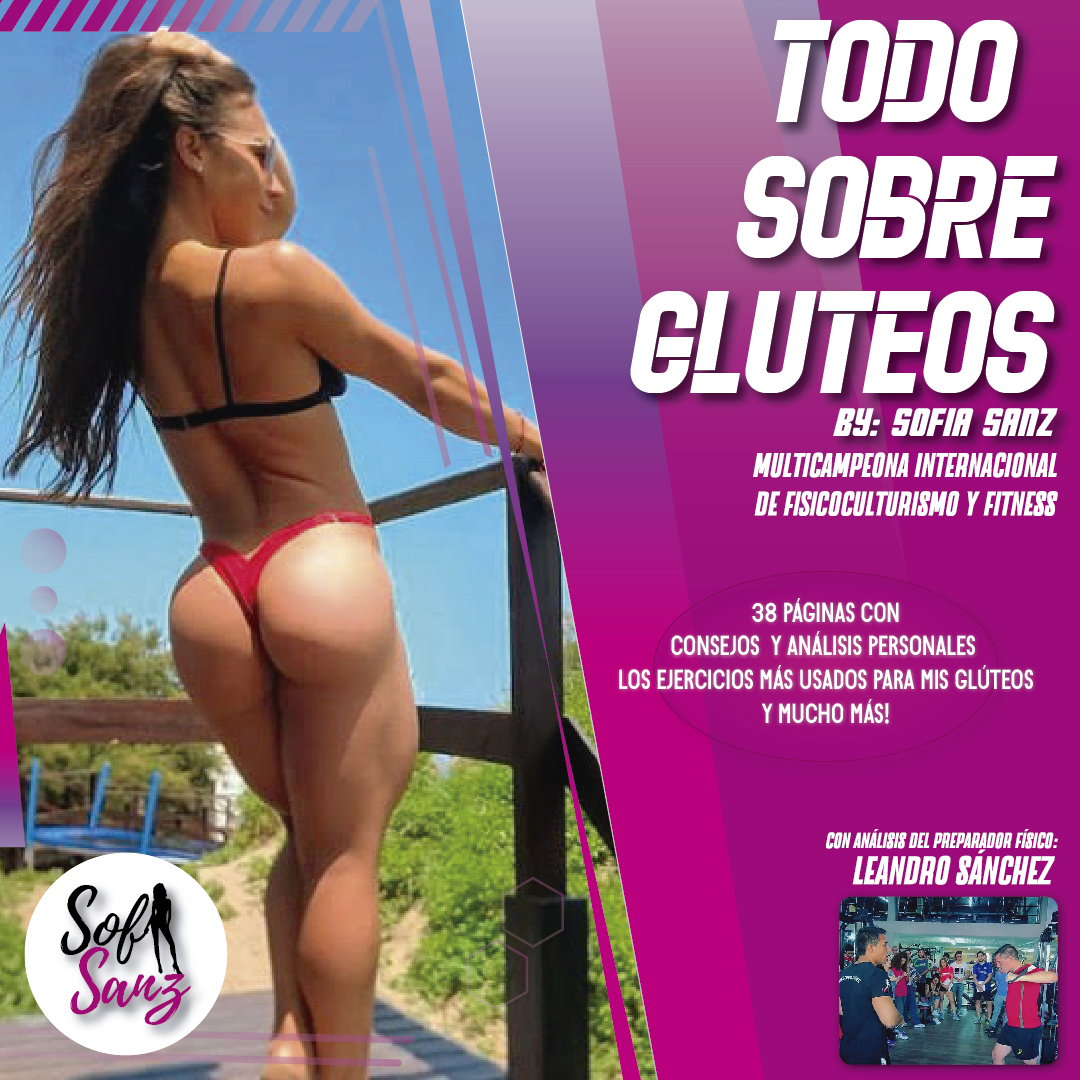 TODO
SOBRE
GLUTEOS
BY: SOFIA SANZ
MULTICAMPEONA INTERNACIONAL
DE FISICOCULTURISMO Y FITNESS
38 PÁGINAS CON
CONSEJOS Y ANÁLISIS PERSONALES
LOS EJERCICIOS MÁS USADOS PARA MIS GLÚTEOS
Y MUCHO MÁS!
CON ANÁLISIS DEL PREPARADOR FÍSICO:
LEANDRO SÁNCHEZ
Sofi
Sanz